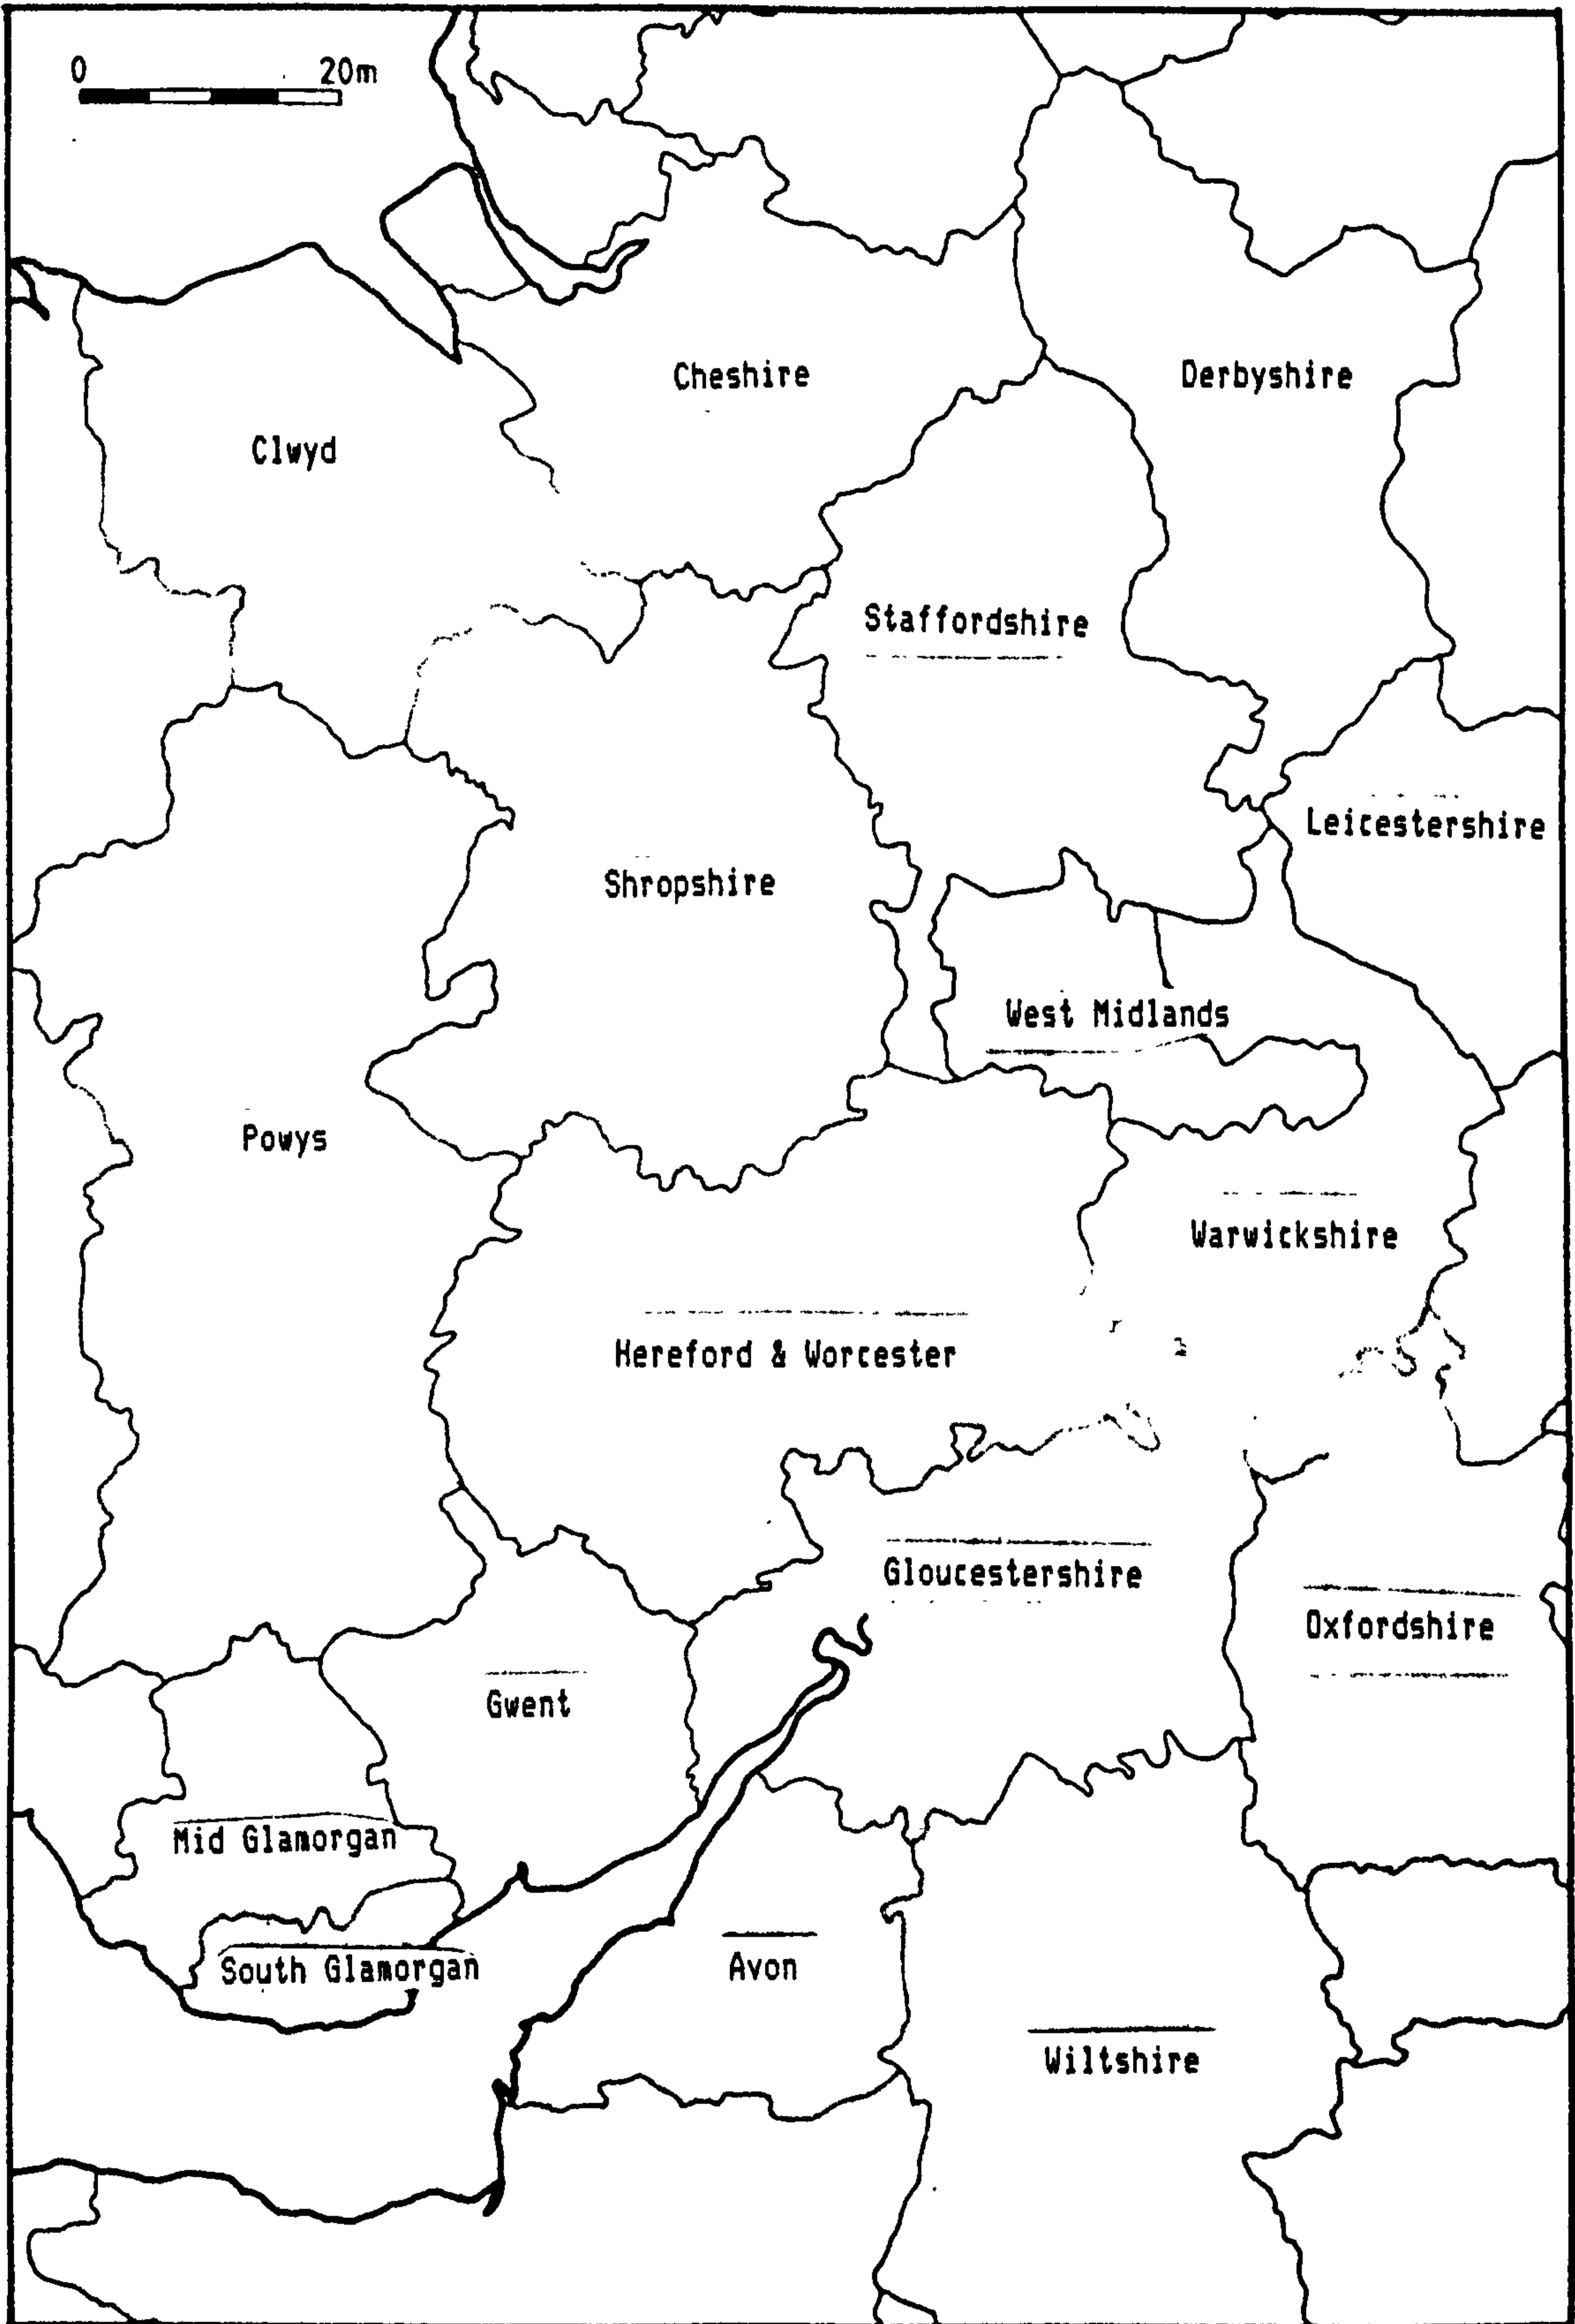 0 20m
Cheshire
Derbyshire
Clwyd
Staffordshire
Leicestershire
Shropshire
West Midlands
Powys
Warwickshire
Hereford & Worcester
Gloucestershire
Oxfordshire
Gwent
Mid Glamorgan
South Glamorgan
Avon
Wiltshire